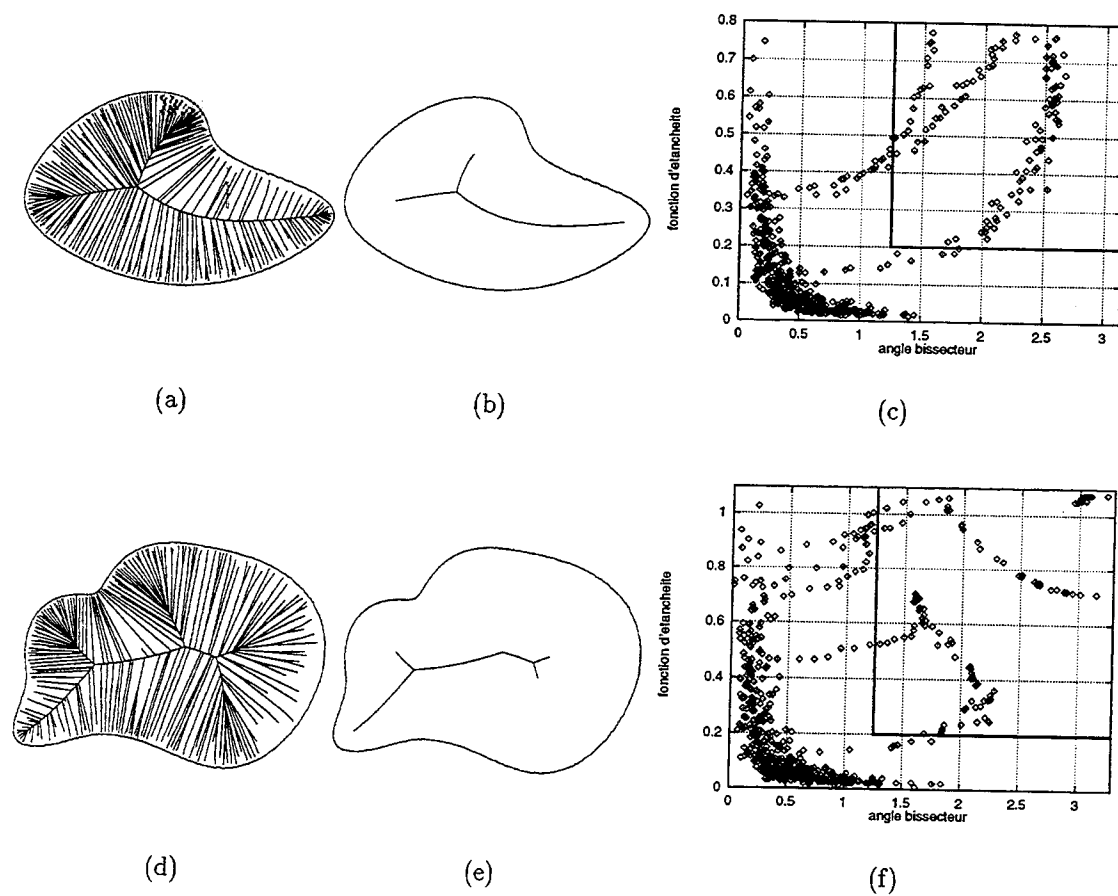 0.8
0.7
0.6
0.5
0.4
0.3
0.2
0.1
0
fonction d'etancheite
0 0.5 1 1.5 2 2.5 3
angle bissecteur
(a) (b) (c)
1
0.8
0.6
0.4
0.2
0
fonction d'etancheite
0 0.5 1 1.5 2 2.5 3
angle bissecteur
(d) (e) (f)